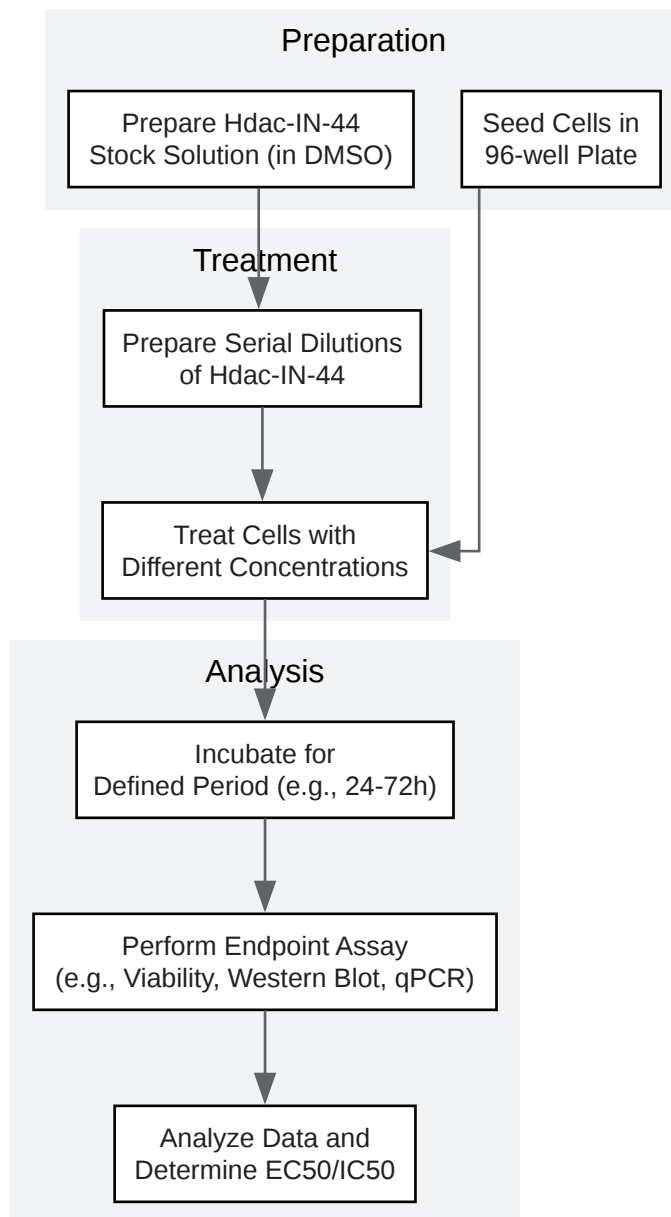 Preparation
Prepare Hdac-IN-44
Stock Solution (in DMSO)
Seed Cells in
96-well Plate
Treatment
Prepare Serial Dilutions
of Hdac-IN-44
Treat Cells with
Different Concentrations
Analysis
Incubate for
Defined Period (e.g., 24-72h)
Perform Endpoint Assay
(e.g., Viability, Western Blot, qPCR)
Analyze Data and
Determine EC50/IC50